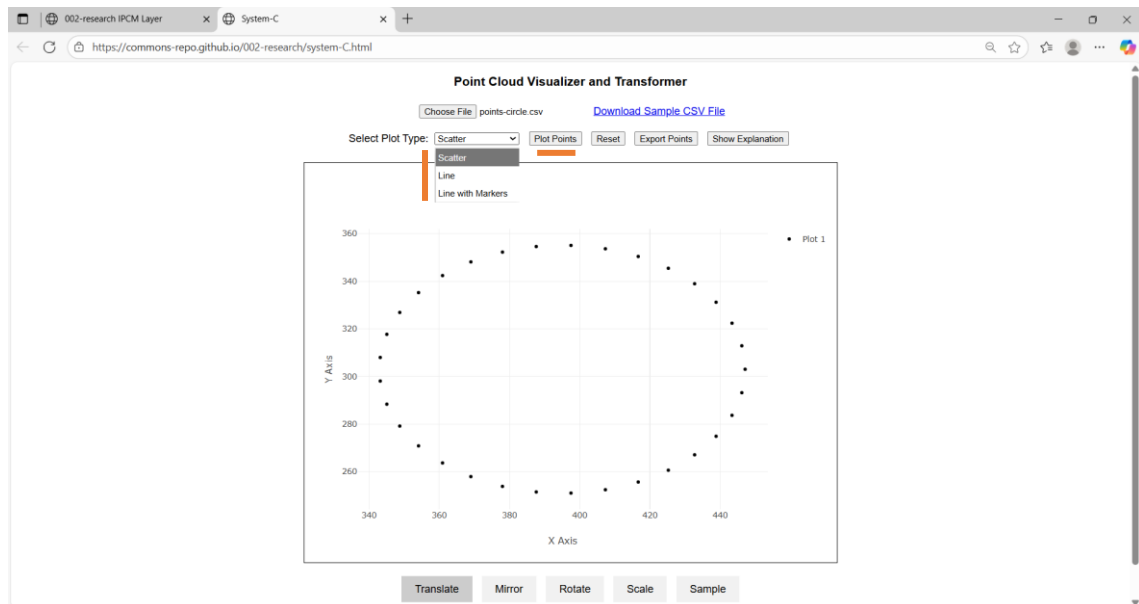 002-research IPCM Layer
System-C
https://commons-repo.github.io/002-research/system-C.html
Point Cloud Visualizer and Transformer
Choose File points-circle.csv Download Sample CSV File
Select Plot Type: Scatter Plot Points Reset Export Points Show Explanation
Scatter
Line
Line with Markers
360
340
320
300
280
260
Y Axis
Plot 1
340 360 380 400 420 440
X Axis
Translate Mirror Rotate Scale Sample